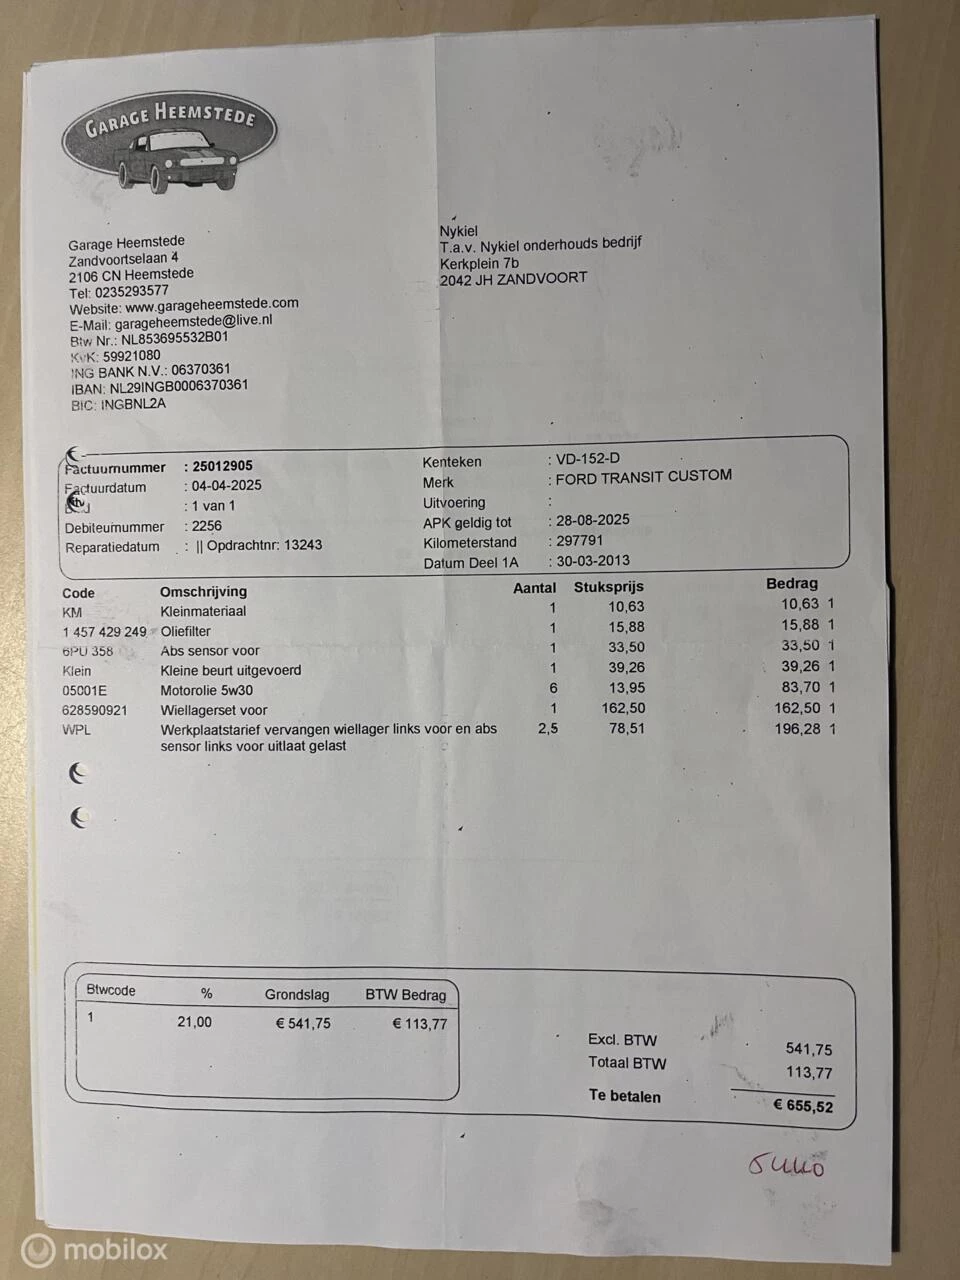 GARAGE HEEMSTEDE
Garage Heemstede
Zandvoortselaan 4
2106 CN Heemstede
Tel: 0235293577
Website: www.garageheemstede.com
E-Mail: garageheemstede@live.nl
Btw Nr.: NL853695532B01
KvK: 59921080
ING BANK N.V.: 06370361
IBAN: NL29INGB0006370361
BIC: INGBNL2A
Nykiel
T.a.v. Nykiel onderhouds bedrijf
Kerkplein 7b
2042 JH ZANDVOORT
Factuurnummer : 25012905
Factuurdatum : 04-04-2025
: 1 van 1
Debiteurnummer : 2256
Reparatiedatum : || Opdrachtnr: 13243
Kenteken : VD-152-D
Merk : FORD TRANSIT CUSTOM
Uitvoering :
APK geldig tot : 28-08-2025
Kilometerstand : 297791
Datum Deel 1A : 30-03-2013
Code Omschrijving Aantal Stuksprijs Bedrag
KM Kleinmateriaal 1 10,63 10,63 1
1 457 429 249 Oliefilter 1 15,88 15,88 1
6PU 358 Abs sensor voor 1 33,50 33,50 1
Klein Kleine beurt uitgevoerd 1 39,26 39,26 1
05001E Motorolie 5w30 6 13,95 83,70 1
628590921 Wiellagerset voor 1 162,50 162,50 1
WPL Werkplaatstarief vervangen wiellager links voor en abs 2,5 78,51 196,28 1
sensor links voor uitlaat gelast
Btwcode % Grondslag BTW Bedrag
1 21,00 € 541,75 € 113,77
Excl. BTW 541,75
Totaal BTW 113,77
Te betalen € 655,52
mobilox